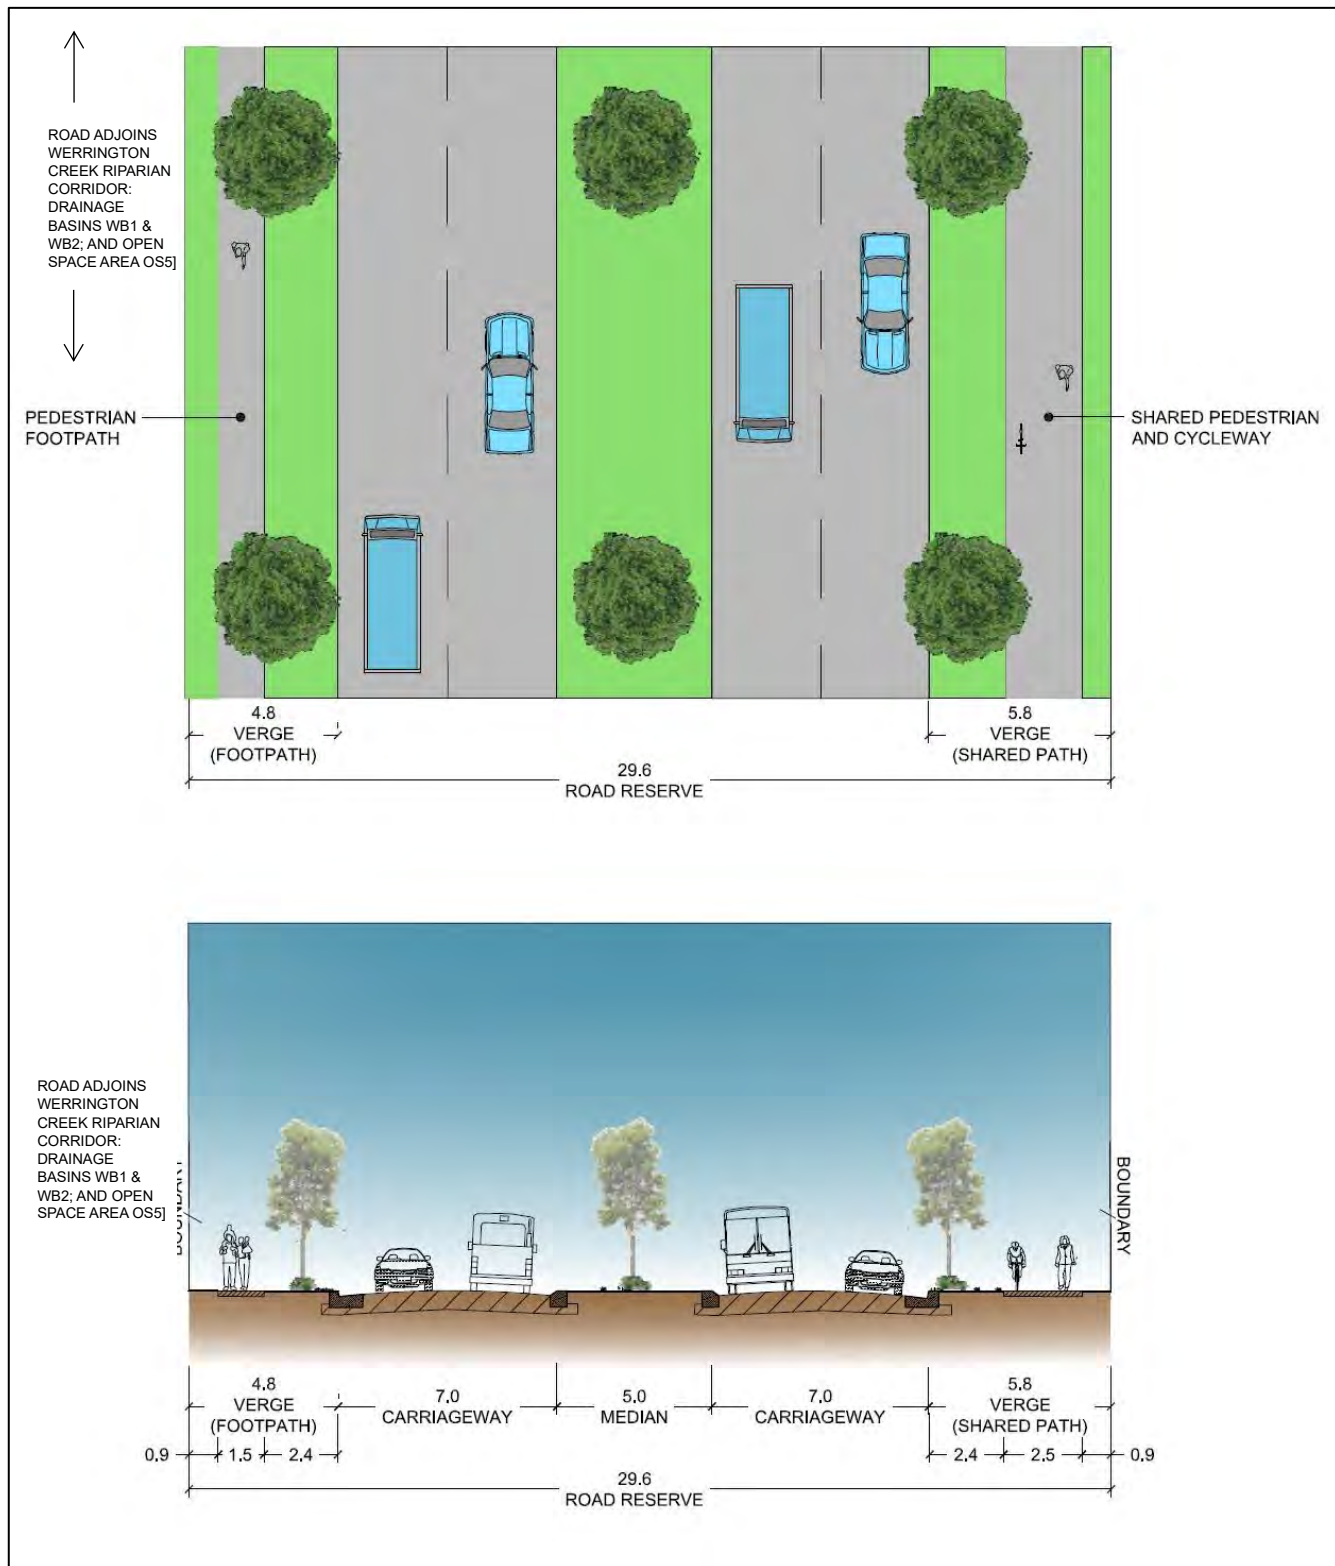 ROAD ADJOINS
WERRINGTON
CREEK RIPARIAN
CORRIDOR:
DRAINAGE
BASINS WB1 &
WB2; AND OPEN
SPACE AREA OS5]
PEDESTRIAN
FOOTPATH
SHARED PEDESTRIAN
AND CYCLEWAY
4.8
VERGE
(FOOTPATH)
5.8
VERGE
(SHARED PATH)
29.6
ROAD RESERVE
ROAD ADJOINS
WERRINGTON
CREEK RIPARIAN
CORRIDOR:
DRAINAGE
BASINS WB1 &
WB2; AND OPEN
SPACE AREA OS5]
BOUNDARY
4.8
VERGE
(FOOTPATH)
7.0
CARRIAGEWAY
5.0
MEDIAN
7.0
CARRIAGEWAY
5.8
VERGE
(SHARED PATH)
0.9
1.5
2.4
2.4
2.5
0.9
29.6
ROAD RESERVE